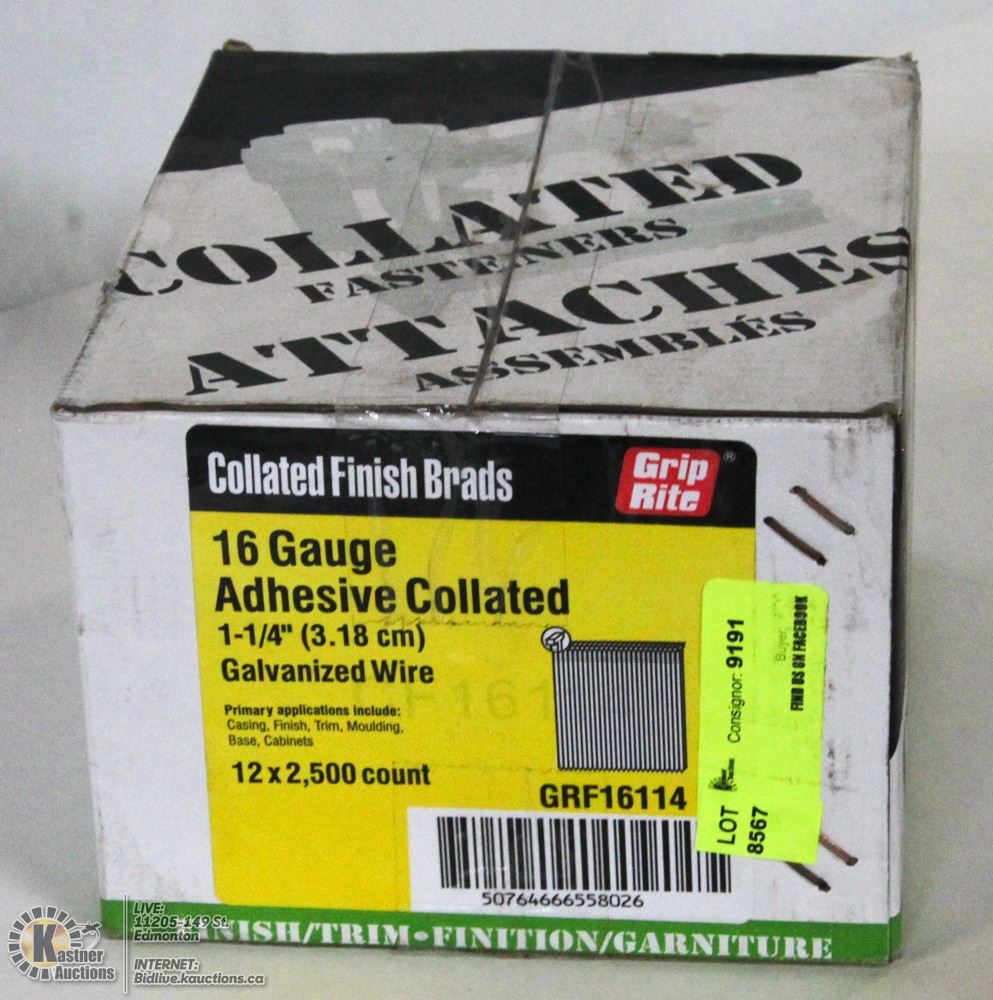 COLLATED
FASTENERS
ATTACHES
ASSEMBLÉS
Collated Finish Brads
Grip
Rite
®
16 Gauge
Adhesive Collated
1-1/4" (3.18 cm)
Galvanized Wire
Primary applications include:
Casing, Finish, Trim, Moulding,
Base, Cabinets
12 x 2,500 count
GRF16114
50764666558026
LOT
8567
Consignor: 9191
Buyer:
FIND US ON FACEBOOK
FINISH/TRIM•FINITION/GARNITURE
Kastner
Auctions
LIVE:
11205-149 St.
Edmonton
INTERNET:
Bidlive.kauctions.ca